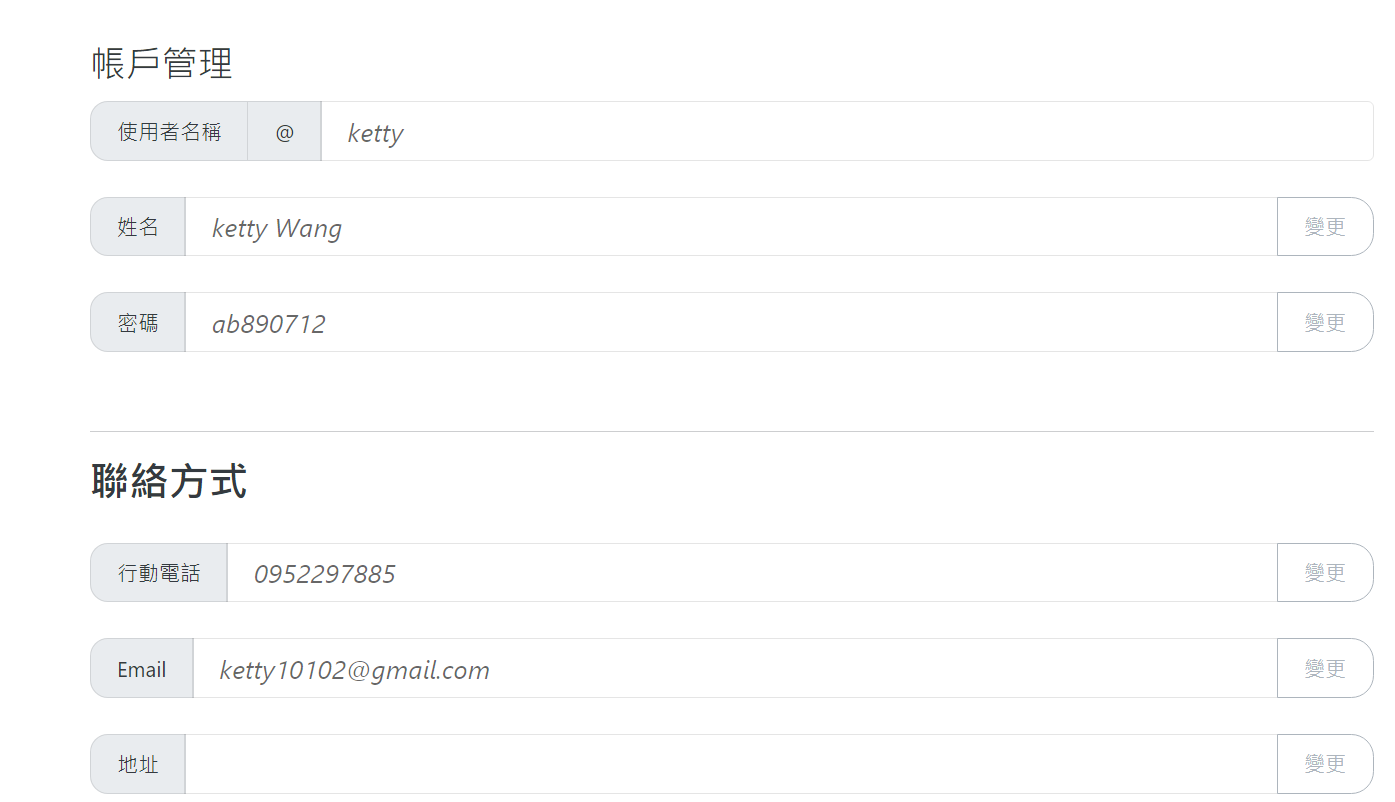 帳戶管理
使用者名稱 @ ketty
姓名 ketty Wang 變更
密碼 ab890712 變更
聯絡方式
行動電話 0952297885 變更
Email ketty10102@gmail.com 變更
地址 變更